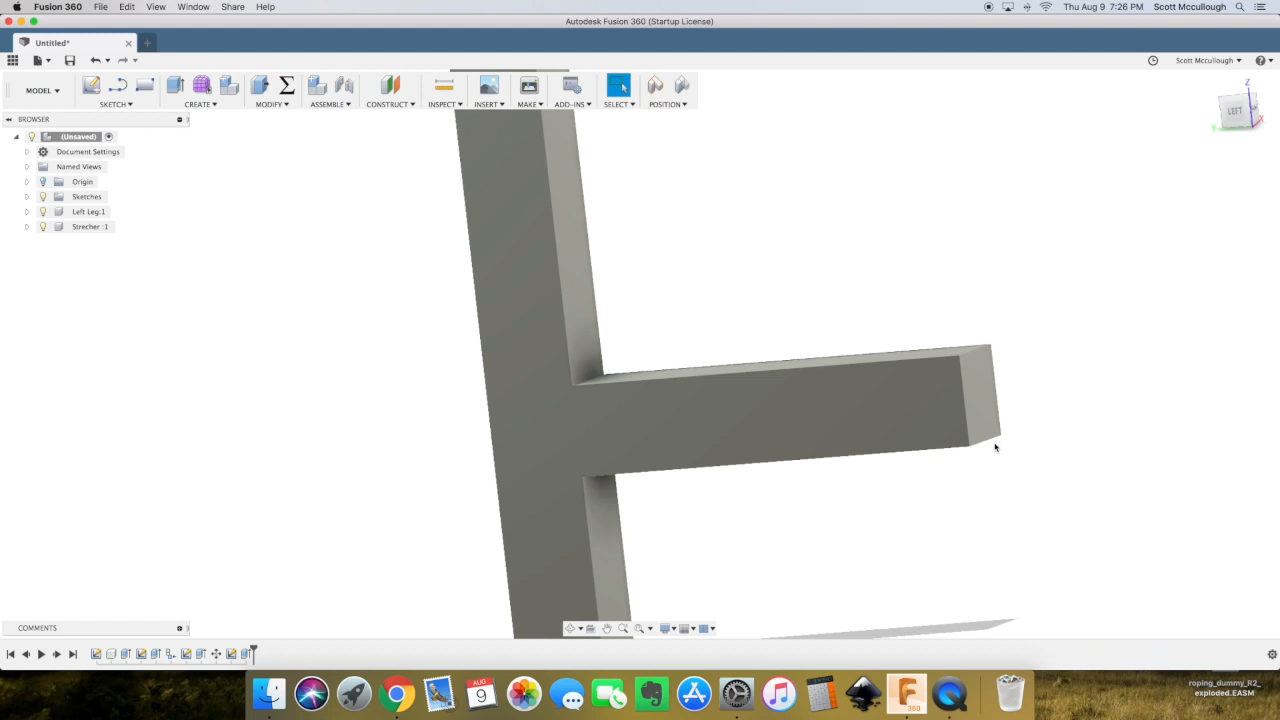 Fusion 360 File Edit View Window Share Help Thu Aug 9 7:26 PM Scott Mccullough
Autodesk Fusion 360 (Startup License)
Untitled*
Scott Mccullough
MODEL
SKETCH CREATE MODIFY ASSEMBLE CONSTRUCT INSPECT INSERT MAKE ADD-INS SELECT POSITION
BROWSER
(Unsaved)
Document Settings
Named Views
Origin
Sketches
Left Leg:1
Strecher :1
Z
LEFT
Y
X
COMMENTS
AUG
9
F
360
roping_dummy_R2_
exploded.EASM